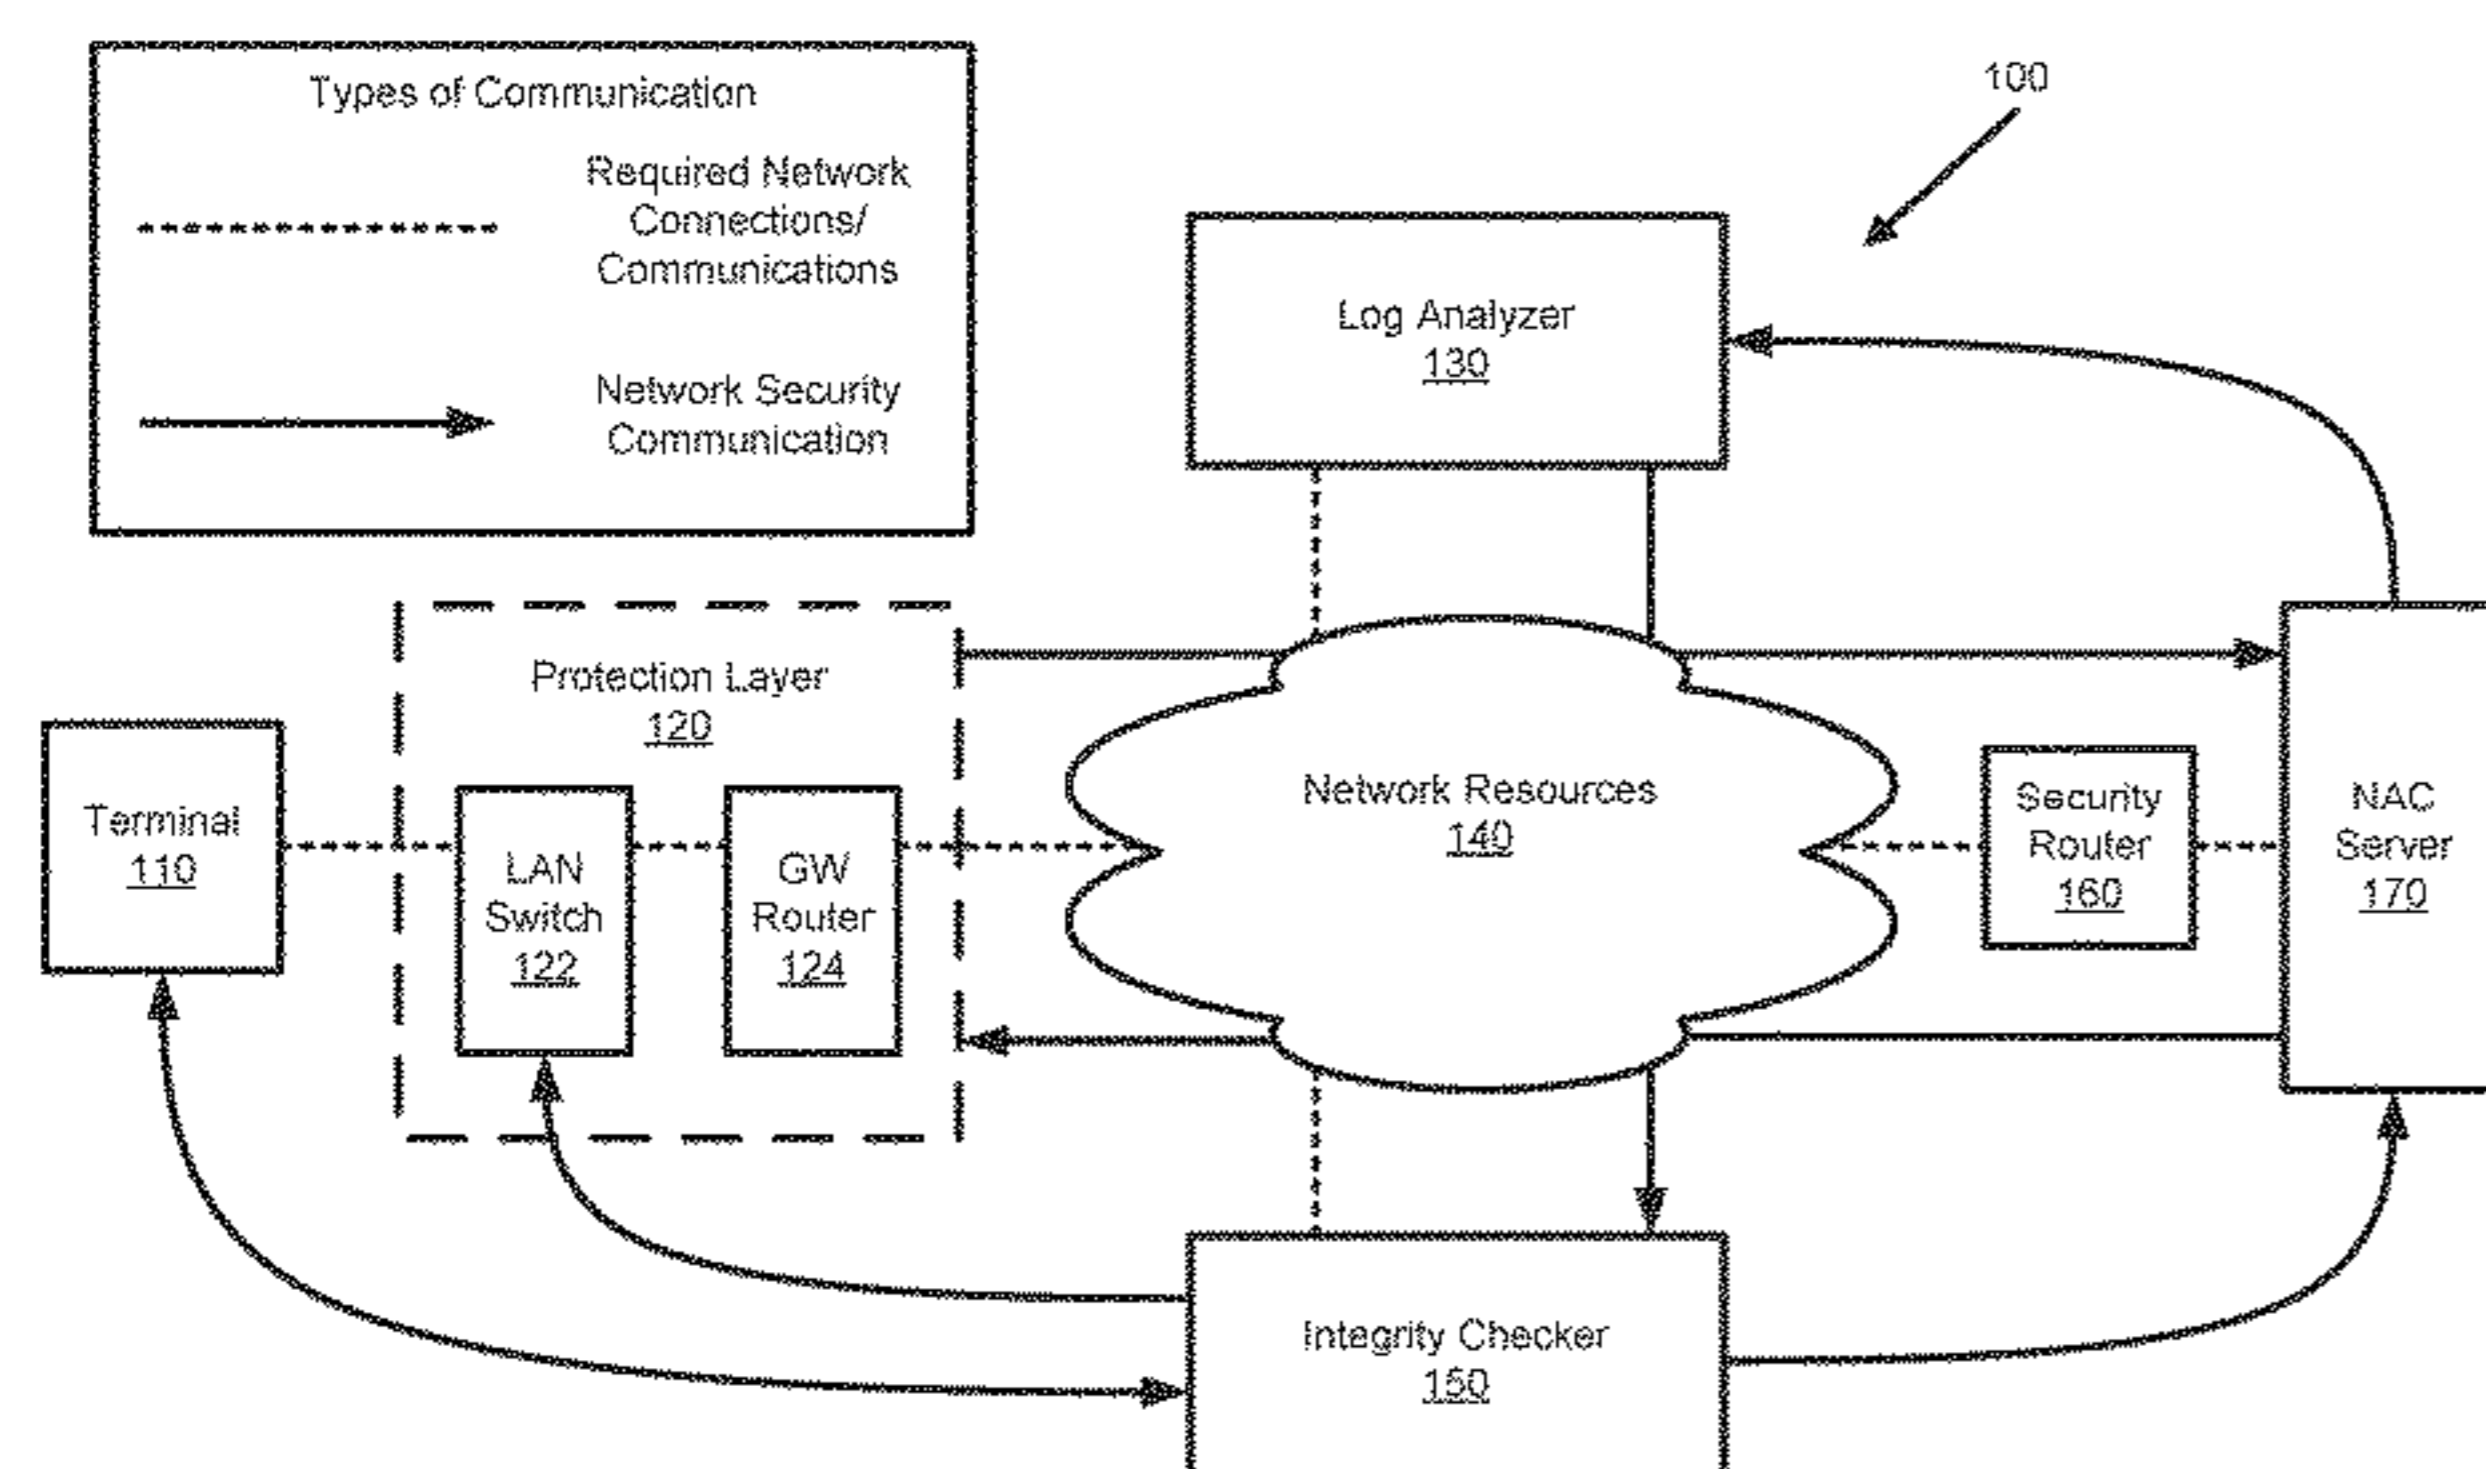 Types of Communication
Required Network
Connections/
Communications
Network Security
Communication
100
Log Analyzer
130
Protection Layer
120
Terminal
110
LAN
Switch
122
GW
Router
124
Network Resources
140
Security
Router
160
NAC
Server
170
Integrity Checker
150